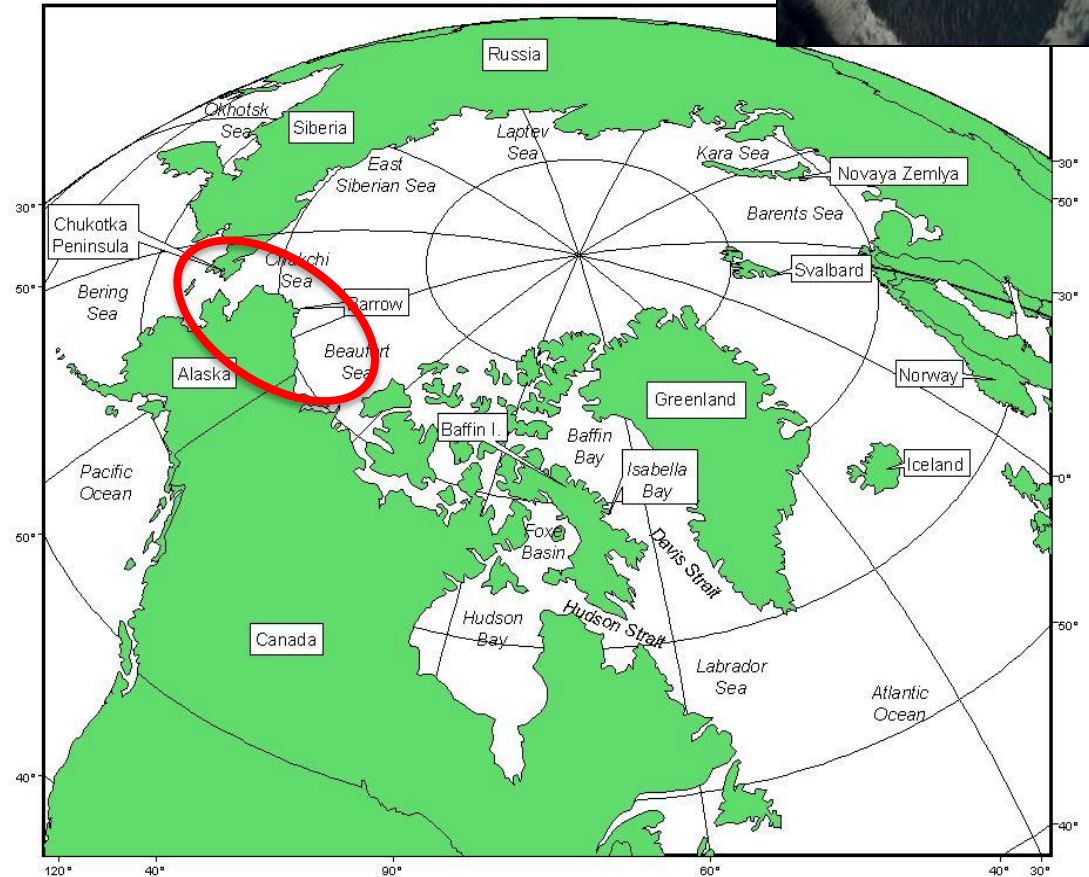 Russia
Okhotsk
Sea
Siberia
Laptev
Sea
Kara Sea
East
Siberian Sea
Novaya Zemlya
30°
50°
30°
Chukotka
Peninsula
Barents Sea
Chukchi
Sea
Svalbard
50°
Bering
Sea
Barrow
30°
Beaufort
Sea
Alaska
Norway
Greenland
Baffin I.
Baffin
Bay
Isabella
Bay
Iceland
Pacific
Ocean
0°
50°
Foxe
Basin
Davis Strait
Hudson
Bay
Hudson Strait
50°
Canada
Labrador
Sea
Atlantic
Ocean
40°
40°
120°
40°
90°
60°
40°
30°